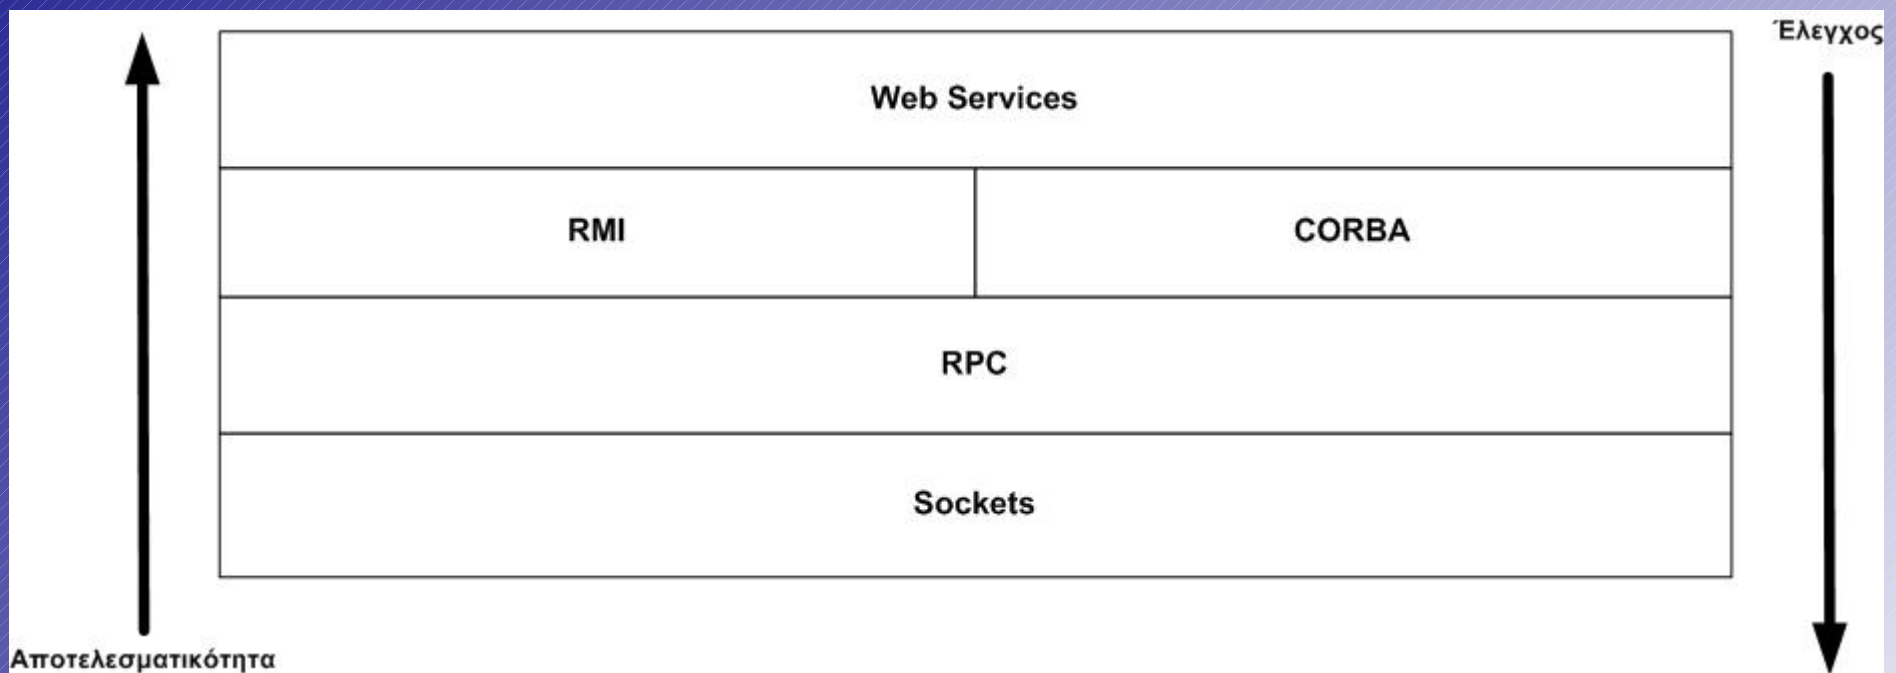 Έλεγχος
Web Services
RMI
CORBA
RPC
Sockets
Αποτελεσματικότητα